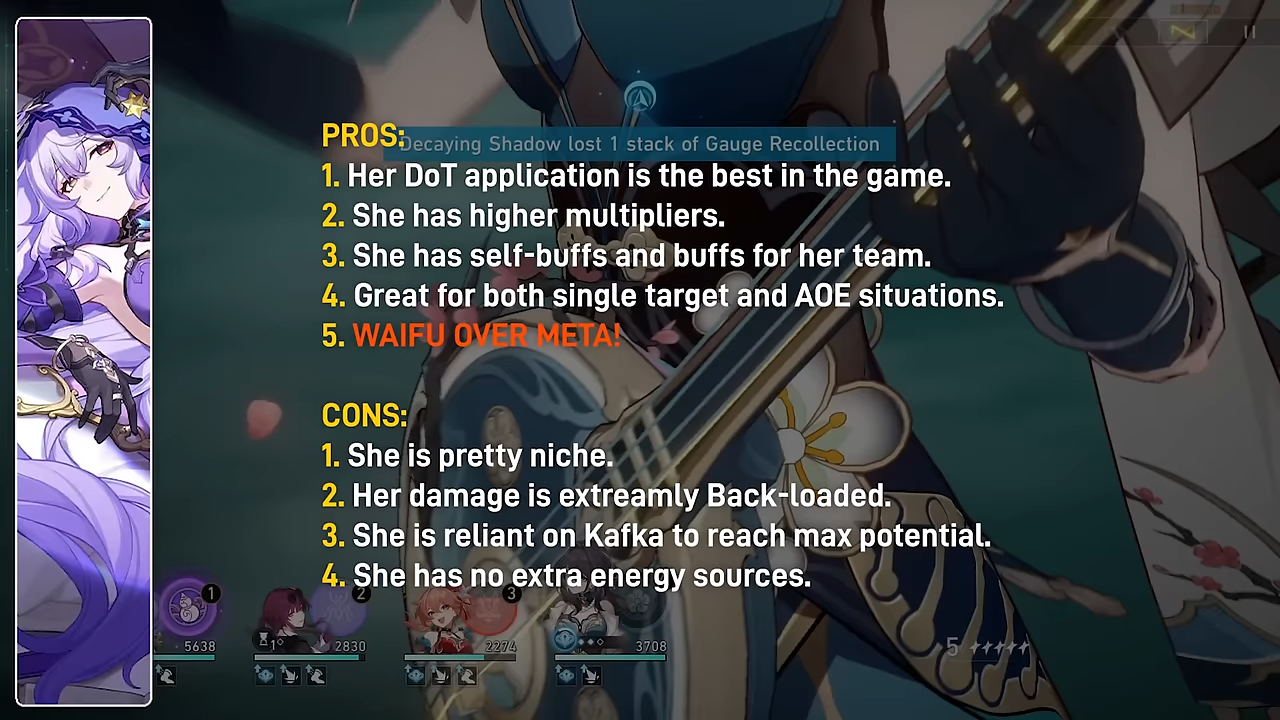 PROS:
Decaying Shadow lost 1 stack of Gauge Recollection
1. Her DoT application is the best in the game.
2. She has higher multipliers.
3. She has self-buffs and buffs for her team.
4. Great for both single target and AOE situations.
5. WAIFU OVER META!
CONS:
1. She is pretty niche.
2. Her damage is extreamly Back-loaded.
3. She is reliant on Kafka to reach max potential.
4. She has no extra energy sources.
1
2
3
5638
1
2830
2274
3708
5